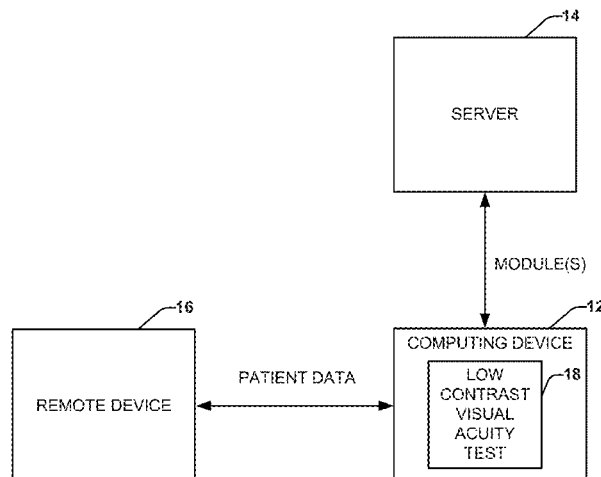 14
SERVER
MODULE(S)
16
12
REMOTE DEVICE
PATIENT DATA
COMPUTING DEVICE
LOW
CONTRAST
VISUAL
ACUITY
TEST
18